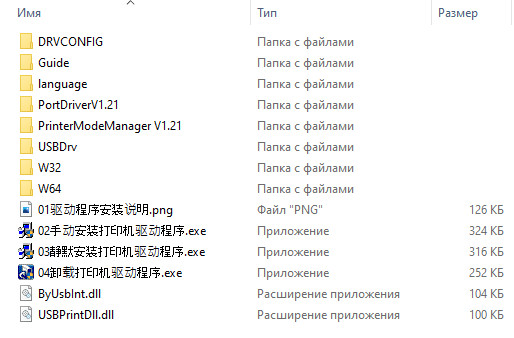 Имя Тип Размер
DRVCONFIG Папка с файлами
Guide Папка с файлами
language Папка с файлами
PortDriverV1.21 Папка с файлами
PrinterModeManager V1.21 Папка с файлами
USBDrv Папка с файлами
W32 Папка с файлами
W64 Папка с файлами
01驱动程序安装说明.png Файл "PNG" 126 КБ
02手动安装打印机驱动程序.exe Приложение 324 КБ
03静默安装打印机驱动程序.exe Приложение 316 КБ
04卸载打印机驱动程序.exe Приложение 252 КБ
ByUsbInt.dll Расширение приложения 104 КБ
USBPrintDll.dll Расширение приложения 100 КБ